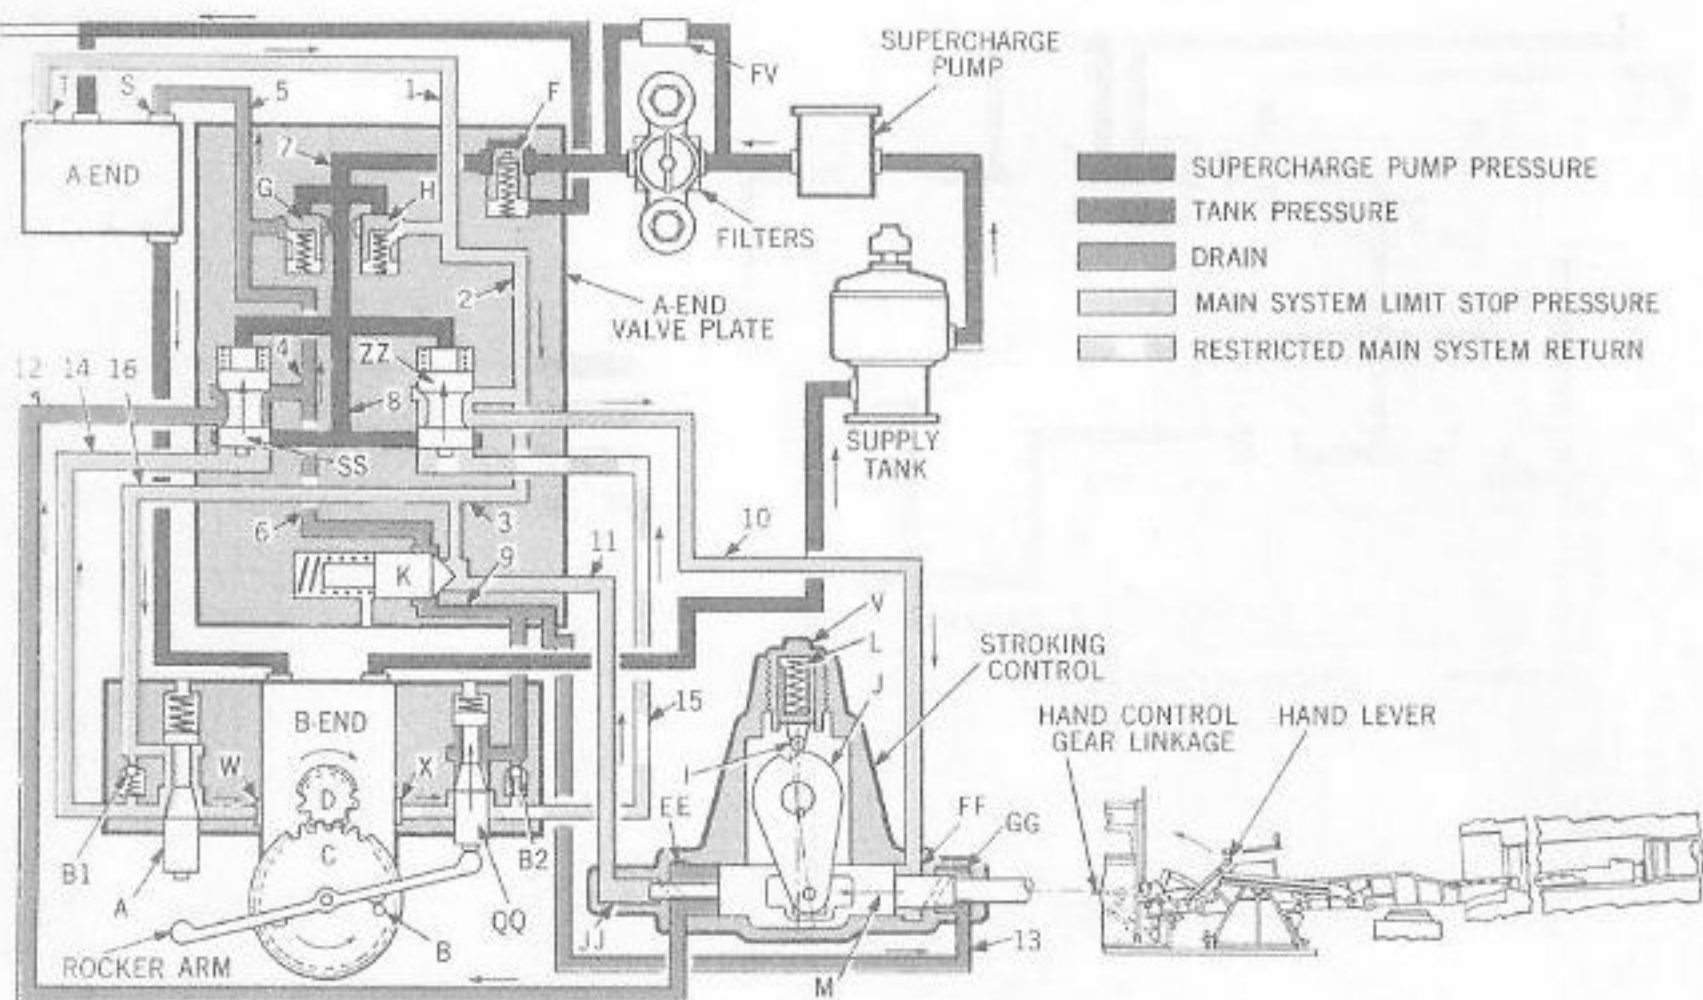 SUPERCHARGE
PUMP
FV
T
S
5
1
F
7
A-END
G
H
FILTERS
SUPERCHARGE PUMP PRESSURE
TANK PRESSURE
DRAIN
MAIN SYSTEM LIMIT STOP PRESSURE
RESTRICTED MAIN SYSTEM RETURN
2
A-END
VALVE PLATE
12 14 16
4
ZZ
8
SS
SUPPLY
TANK
6
3
10
11
9
K
V
L
J
STROKING
CONTROL
15
B-END
HAND CONTROL
GEAR LINKAGE
HAND LEVER
W
X
I
D
EE
FF
GG
C
B1
B2
A
QQ
JJ
B
13
ROCKER ARM
M